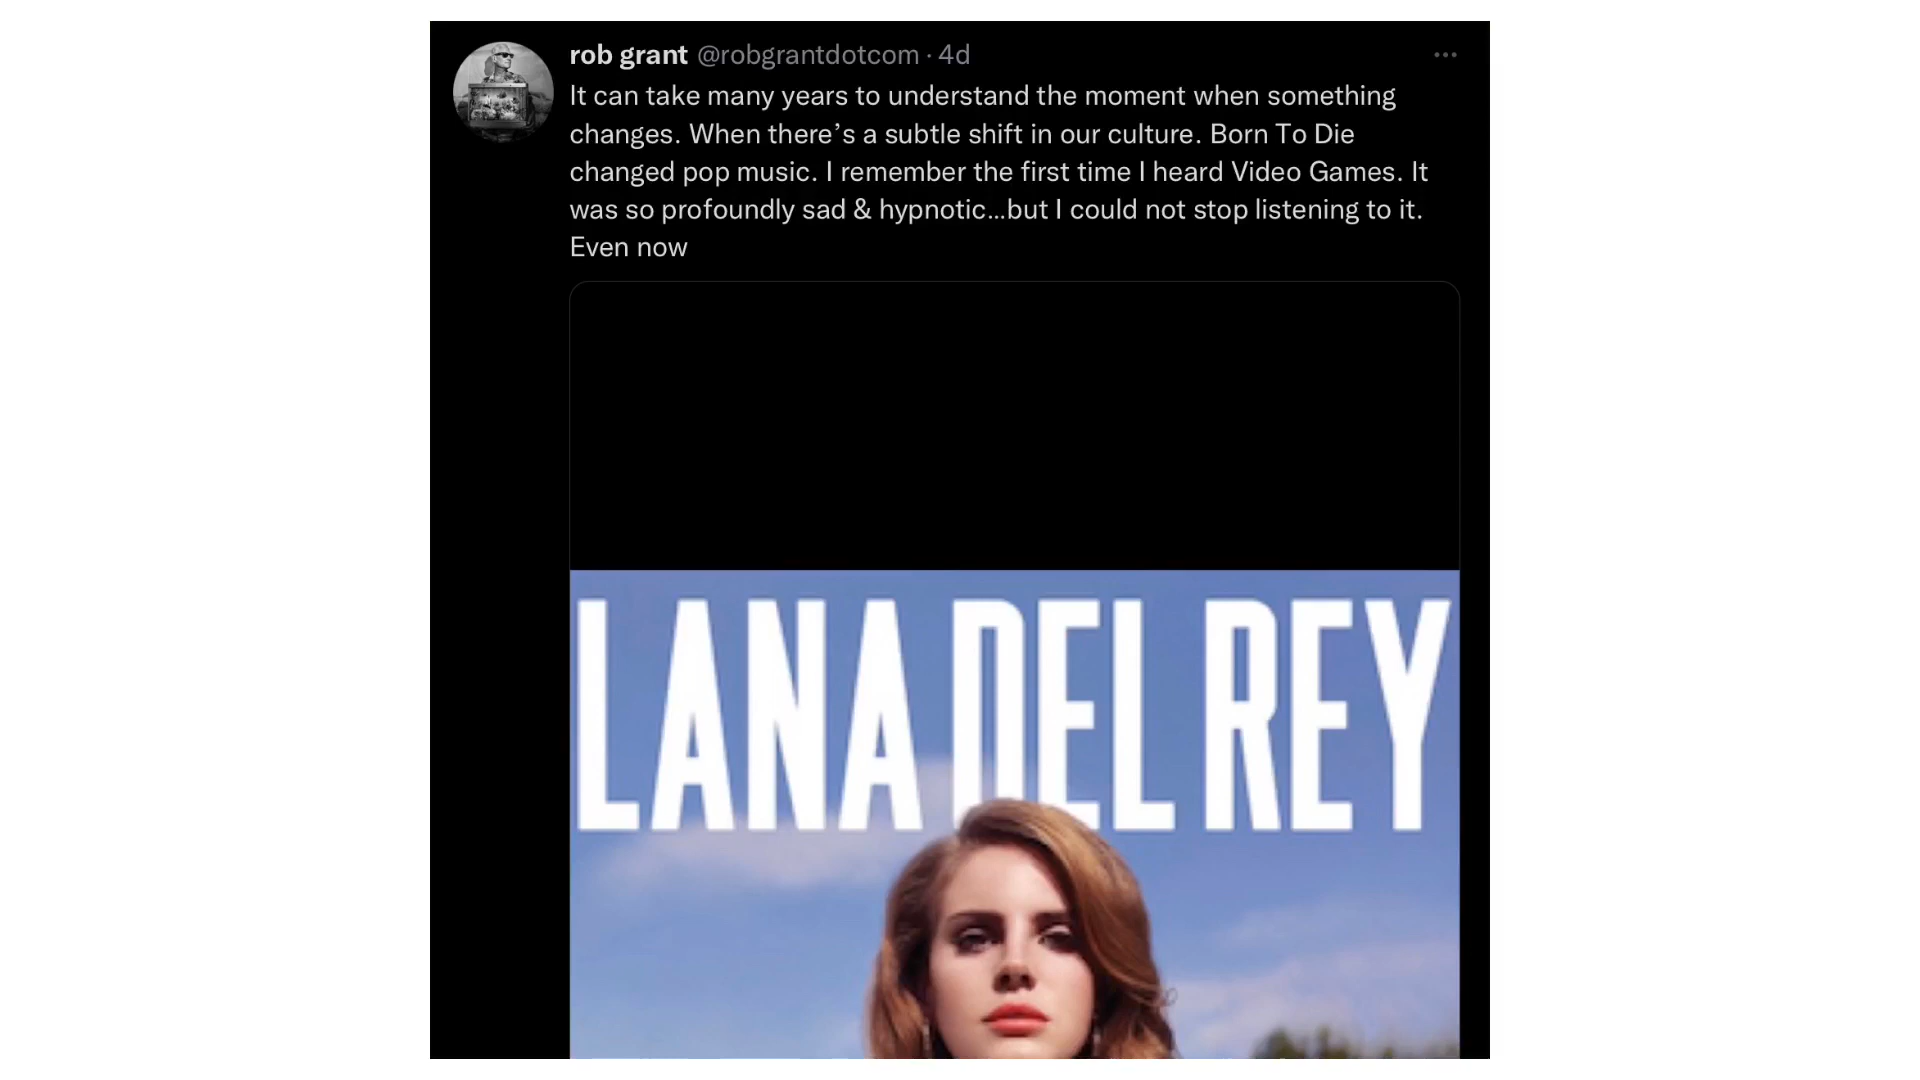 rob grant @robgrantdotcom · 4d
It can take many years to understand the moment when something
changes. When there’s a subtle shift in our culture. Born To Die
changed pop music. I remember the first time I heard Video Games. It
was so profoundly sad & hypnotic...but I could not stop listening to it.
Even now
LANA DEL REY